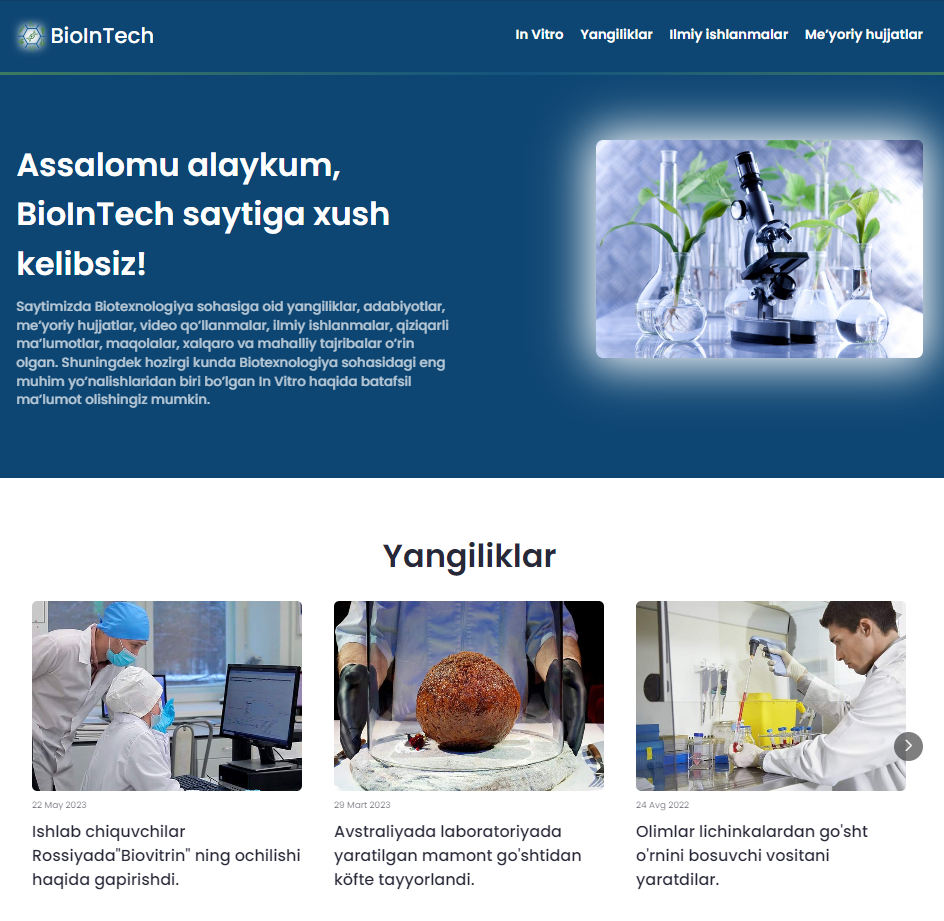 BioInTech
In Vitro Yangiliklar Ilmiy ishlanmalar Me’yoriy hujjatlar
Assalomu alaykum,
BioInTech saytiga xush
kelibsiz!
Saytimizda Biotexnologiya sohasiga oid yangiliklar, adabiyotlar,
me’yoriy hujjatlar, video qo’llanmalar, ilmiy ishlanmalar, qiziqarli
ma’lumotlar, maqolalar, xalqaro va mahalliy tajribalar o’rin
olgan. Shuningdek hozirgi kunda Biotexnologiya sohasidagi eng
muhim yo’nalishlaridan biri bo’lgan In Vitro haqida batafsil
ma’lumot olishingiz mumkin.
Yangiliklar
22 May 2023
Ishlab chiquvchilar
Rossiyada"Biovitrin" ning ochilishi
haqida gapirishdi.
29 Mart 2023
Avstraliyada laboratoriyada
yaratilgan mamont go'shtidan
köfte tayyorlandi.
24 Avg 2022
Olimlar lichinkalardan go'sht
o'rnini bosuvchi vositani
yaratdilar.